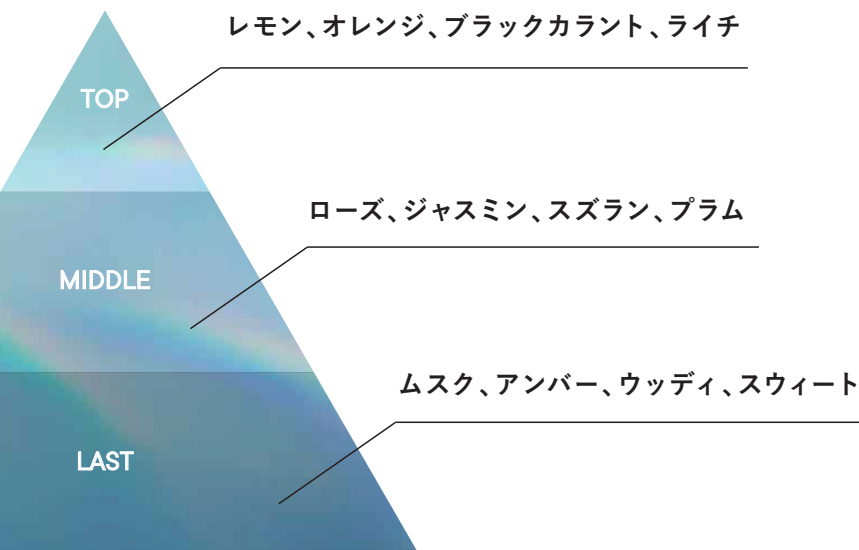 レモン、オレンジ、ブラックカラント、ライチ
TOP
ローズ、ジャスミン、スズラン、プラム
MIDDLE
ムスク、アンバー、ウッディ、スウィート
LAST